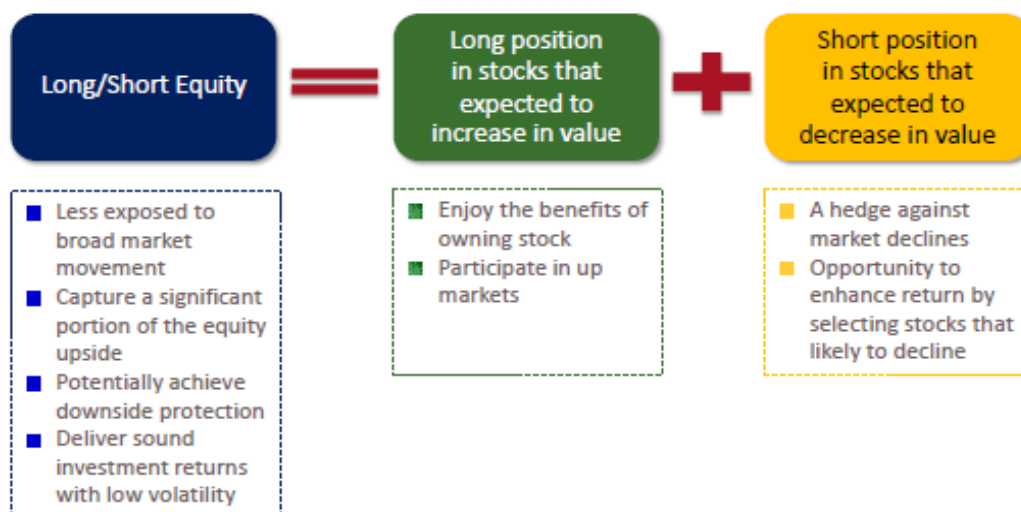 Long/Short Equity
Long position
in stocks that
expected to
increase in value
Short position
in stocks that
expected to
decrease in value
Less exposed to
broad market
movement
Capture a significant
portion of the equity
upside
Potentially achieve
downside protection
Deliver sound
investment returns
with low volatility
Enjoy the benefits of
owning stock
Participate in up
markets
A hedge against
market declines
Opportunity to
enhance return by
selecting stocks that
likely to decline